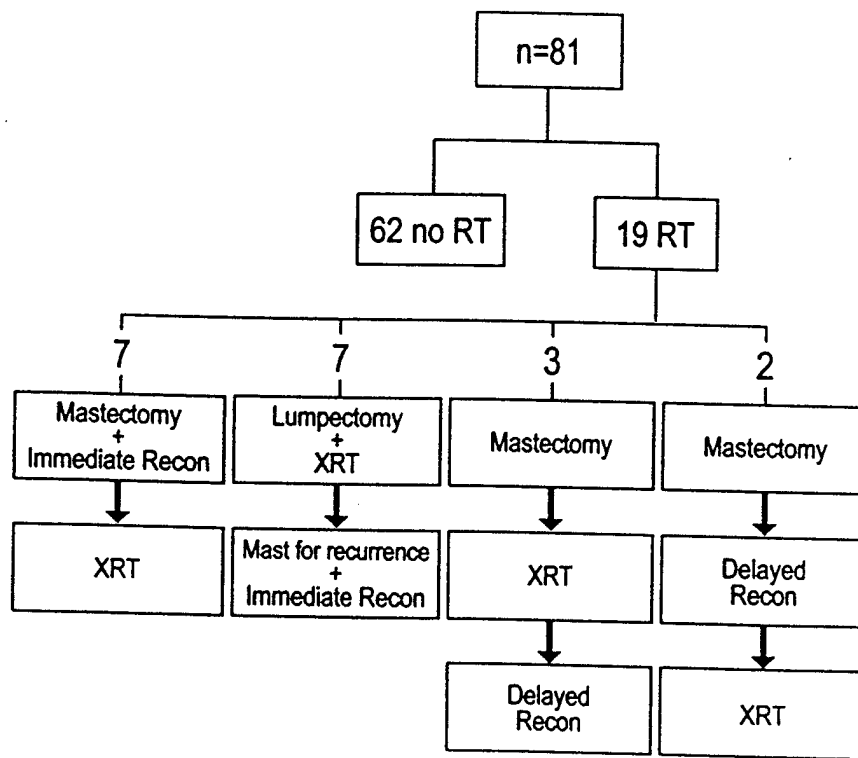 n=81
62 no RT
19 RT
7
7
3
2
Mastectomy
+
Immediate Recon
Lumpectomy
+
XRT
Mastectomy
Mastectomy
XRT
Mast for recurrence
+
Immediate Recon
XRT
Delayed
Recon
Delayed
Recon
XRT